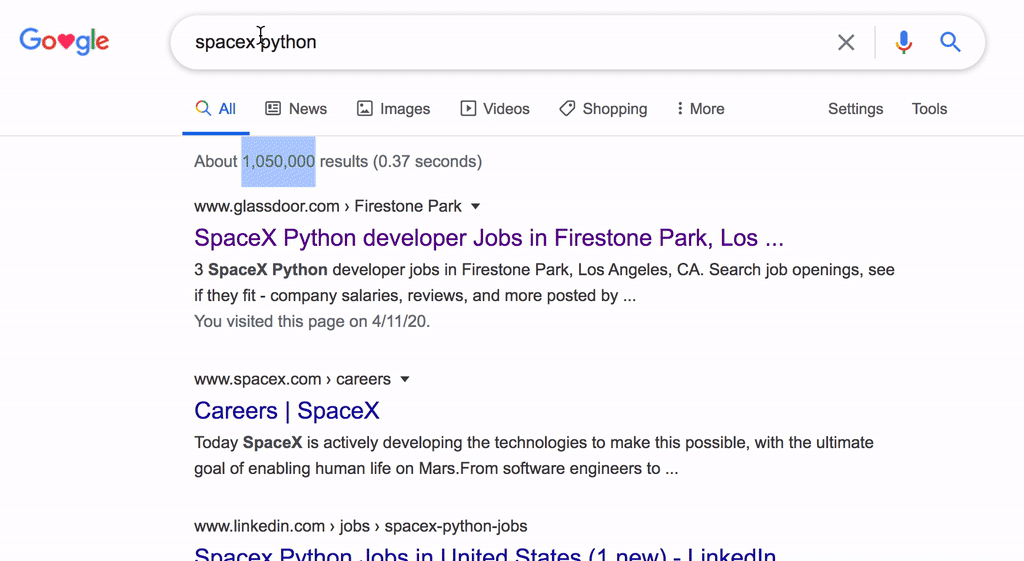 Google
spacex python
All News Images Videos Shopping More Settings Tools
About 1,050,000 results (0.37 seconds)
www.glassdoor.com › Firestone Park
SpaceX Python developer Jobs in Firestone Park, Los ...
3 SpaceX Python developer jobs in Firestone Park, Los Angeles, CA. Search job openings, see
if they fit - company salaries, reviews, and more posted by ...
You visited this page on 4/11/20.
www.spacex.com › careers
Careers | SpaceX
Today SpaceX is actively developing the technologies to make this possible, with the ultimate
goal of enabling human life on Mars.From software engineers to ...
www.linkedin.com › jobs › spacex-python-jobs
Spacex Python Jobs in United States (1 new) - LinkedIn